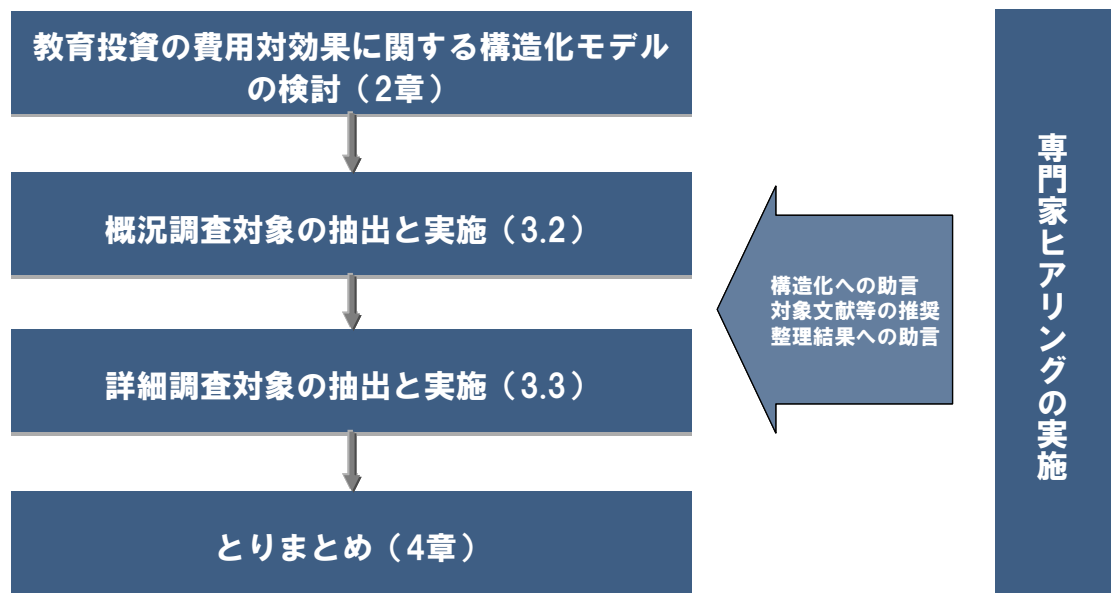 教育投資の費用対効果に関する構造化モデル
の検討（2章）
概況調査対象の抽出と実施（3.2）
詳細調査対象の抽出と実施（3.3）
とりまとめ（4章）
構造化への助言
対象文献等の推奨
整理結果への助言
専門家ヒアリングの実施